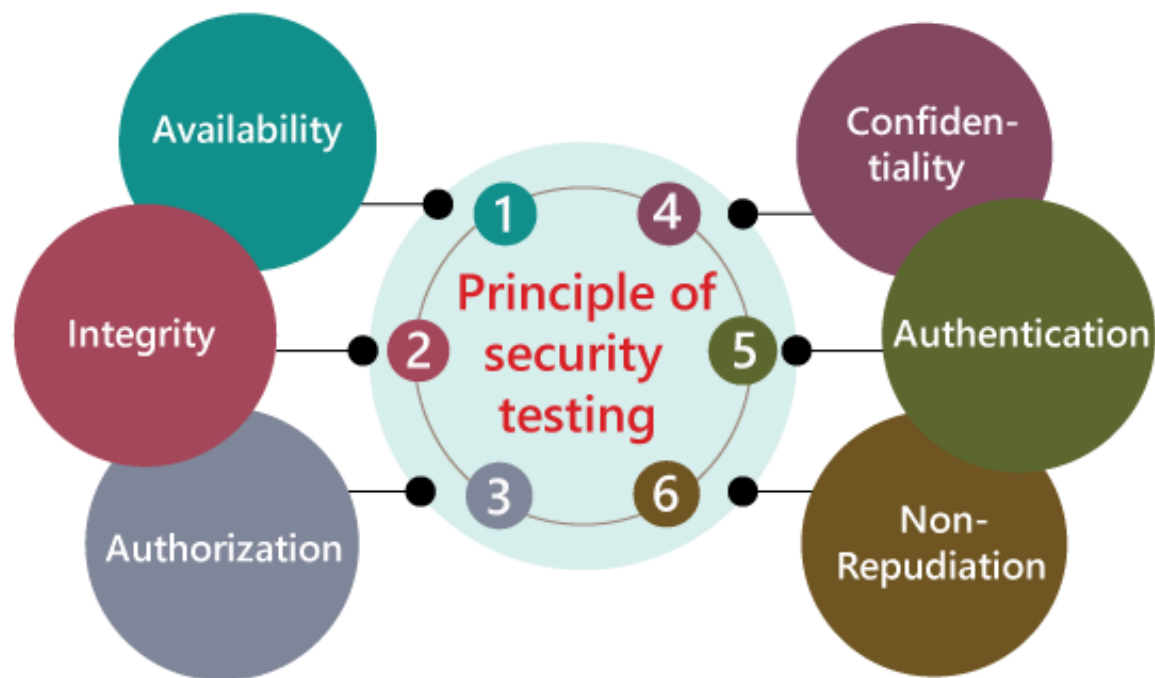 Availability
Integrity
Authorization
1
2
3
Principle of
security
testing
4
5
6
Confiden-
tiality
Authentication
Non-
Repudiation